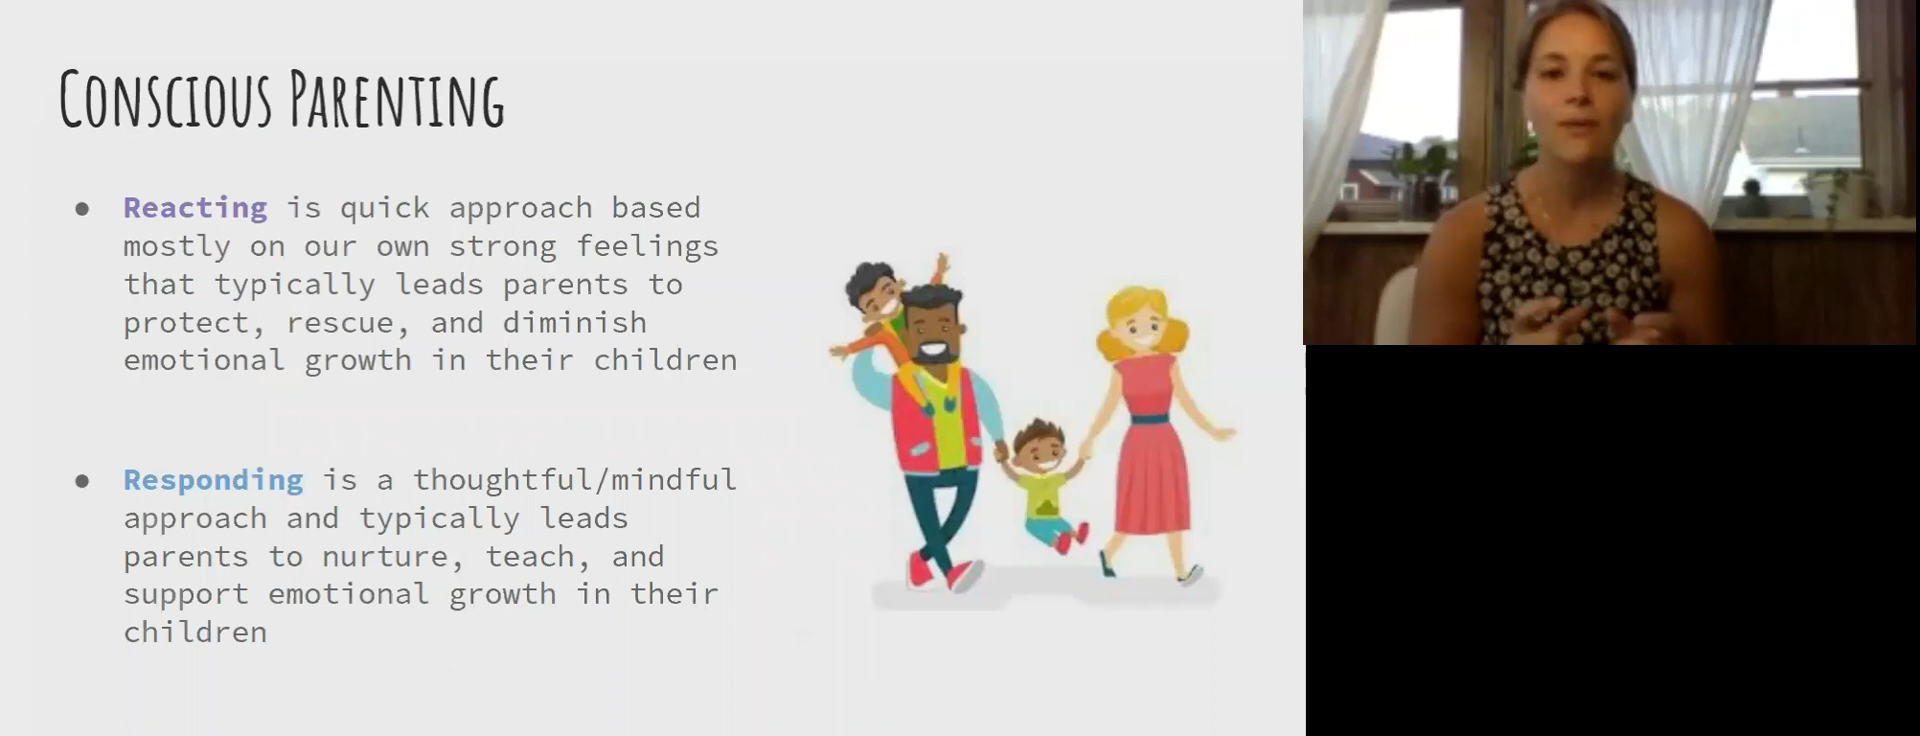 Conscious Parenting
● Reacting is quick approach based
mostly on our own strong feelings
that typically leads parents to
protect, rescue, and diminish
emotional growth in their children
● Responding is a thoughtful/mindful
approach and typically leads
parents to nurture, teach, and
support emotional growth in their
children